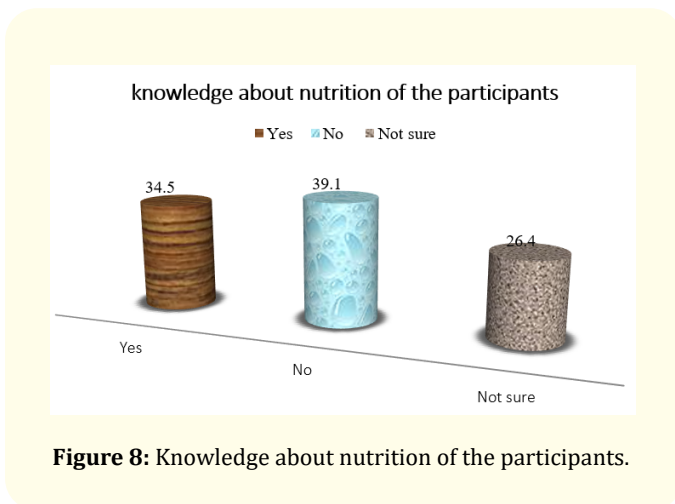 knowledge about nutrition of the participants
Yes No Not sure
34.5
39.1
26.4
Yes
No
Not sure
Figure 8: Knowledge about nutrition of the participants.